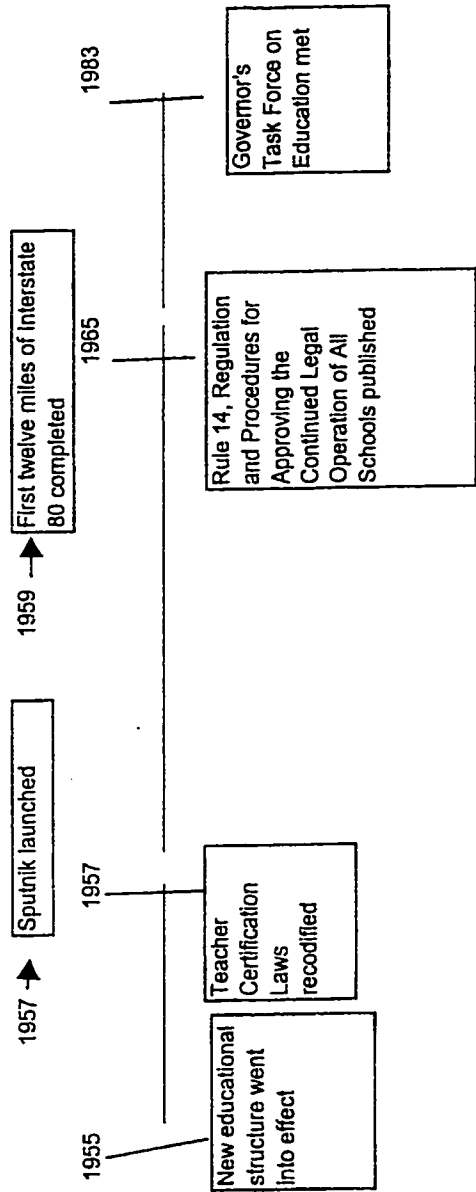 1957
Sputnik launched
1959
First twelve miles of Interstate
80 completed
1955
1957
1965
1983
New educational
structure went
into effect
Teacher
Certification
Laws
recodified
Rule 14, Regulation
and Procedures for
Approving the
Continued Legal
Operation of All
Schools published
Governor's
Task Force on
Education met